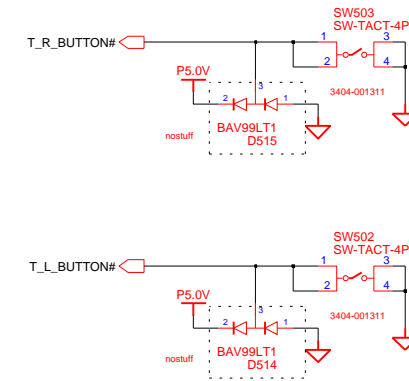 SW503
SW-TACT-4P
T_R_BUTTON#
1
3
2
4
P5.0V
3404-001311
3
2
1
BAV99LT1
nostuff
D515
SW502
SW-TACT-4P
T_L_BUTTON#
1
3
2
4
P5.0V
3404-001311
3
2
1
BAV99LT1
nostuff
D514